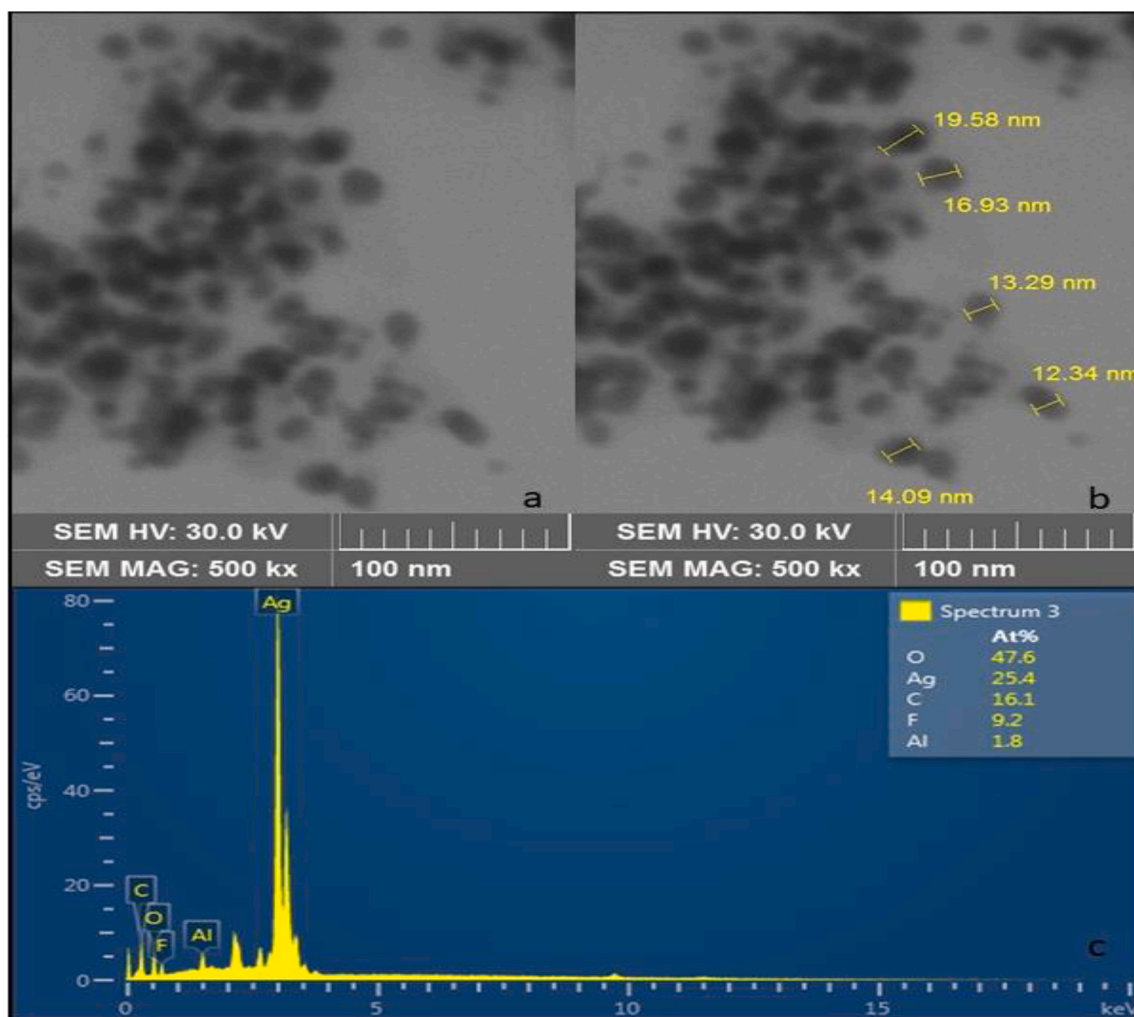 19.58 nm
16.93 nm
13.29 nm
12.34 nm
14.09 nm
a
b
SEM HV: 30.0 kV
SEM MAG: 500 kx
100 nm
SEM HV: 30.0 kV
SEM MAG: 500 kx
100 nm
80
60
40
20
0
cps/eV
Ag
C
O
F
Al
Spectrum 3
At%
O 47.6
Ag 25.4
C 16.1
F 9.2
Al 1.8
c
0 5 10 15 keV